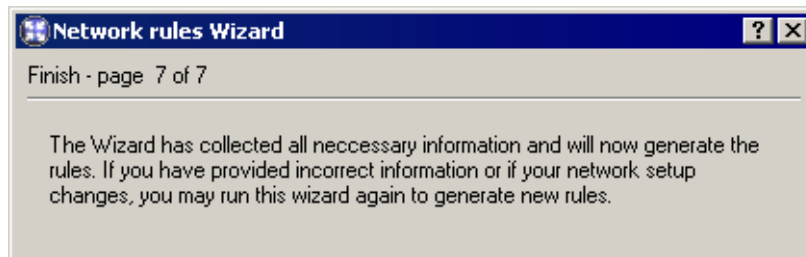 Network rules Wizard
Finish - page 7 of 7
The Wizard has collected all neccessary information and will now generate the
rules. If you have provided incorrect information or if your network setup
changes, you may run this wizard again to generate new rules.